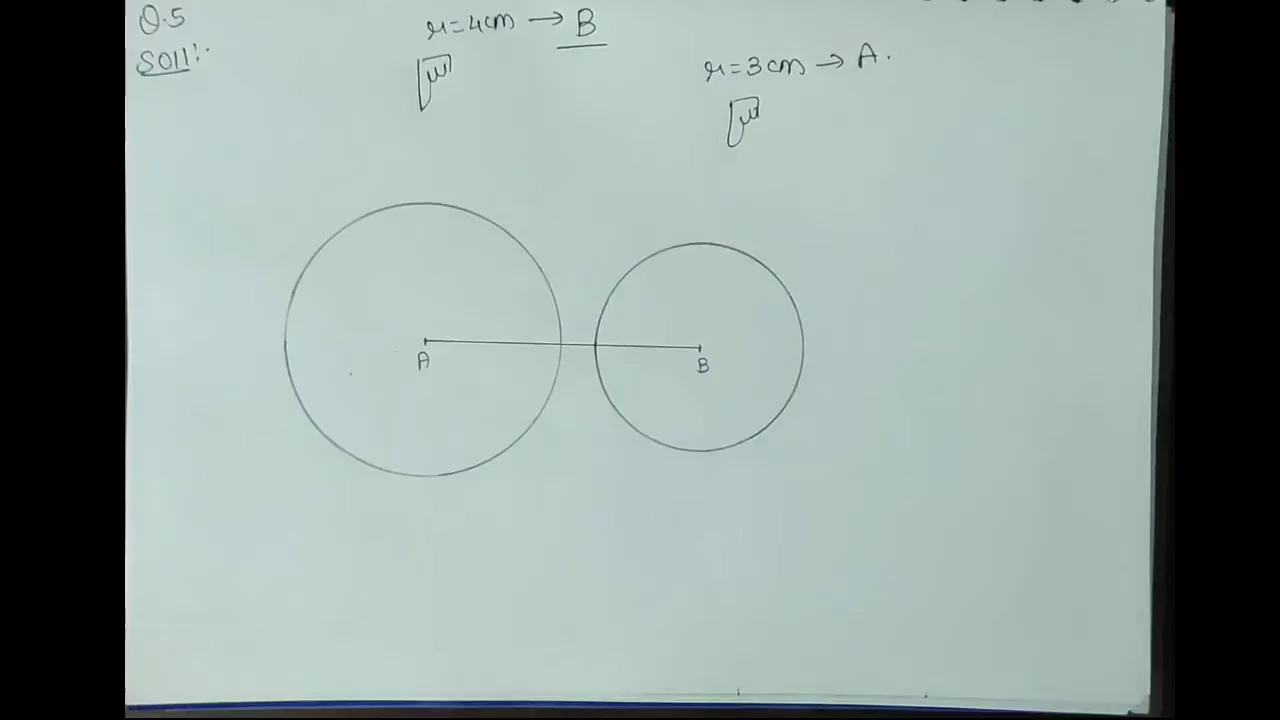 Q.5
Soln:
r=4cm → B
r=3cm → A.
A
B